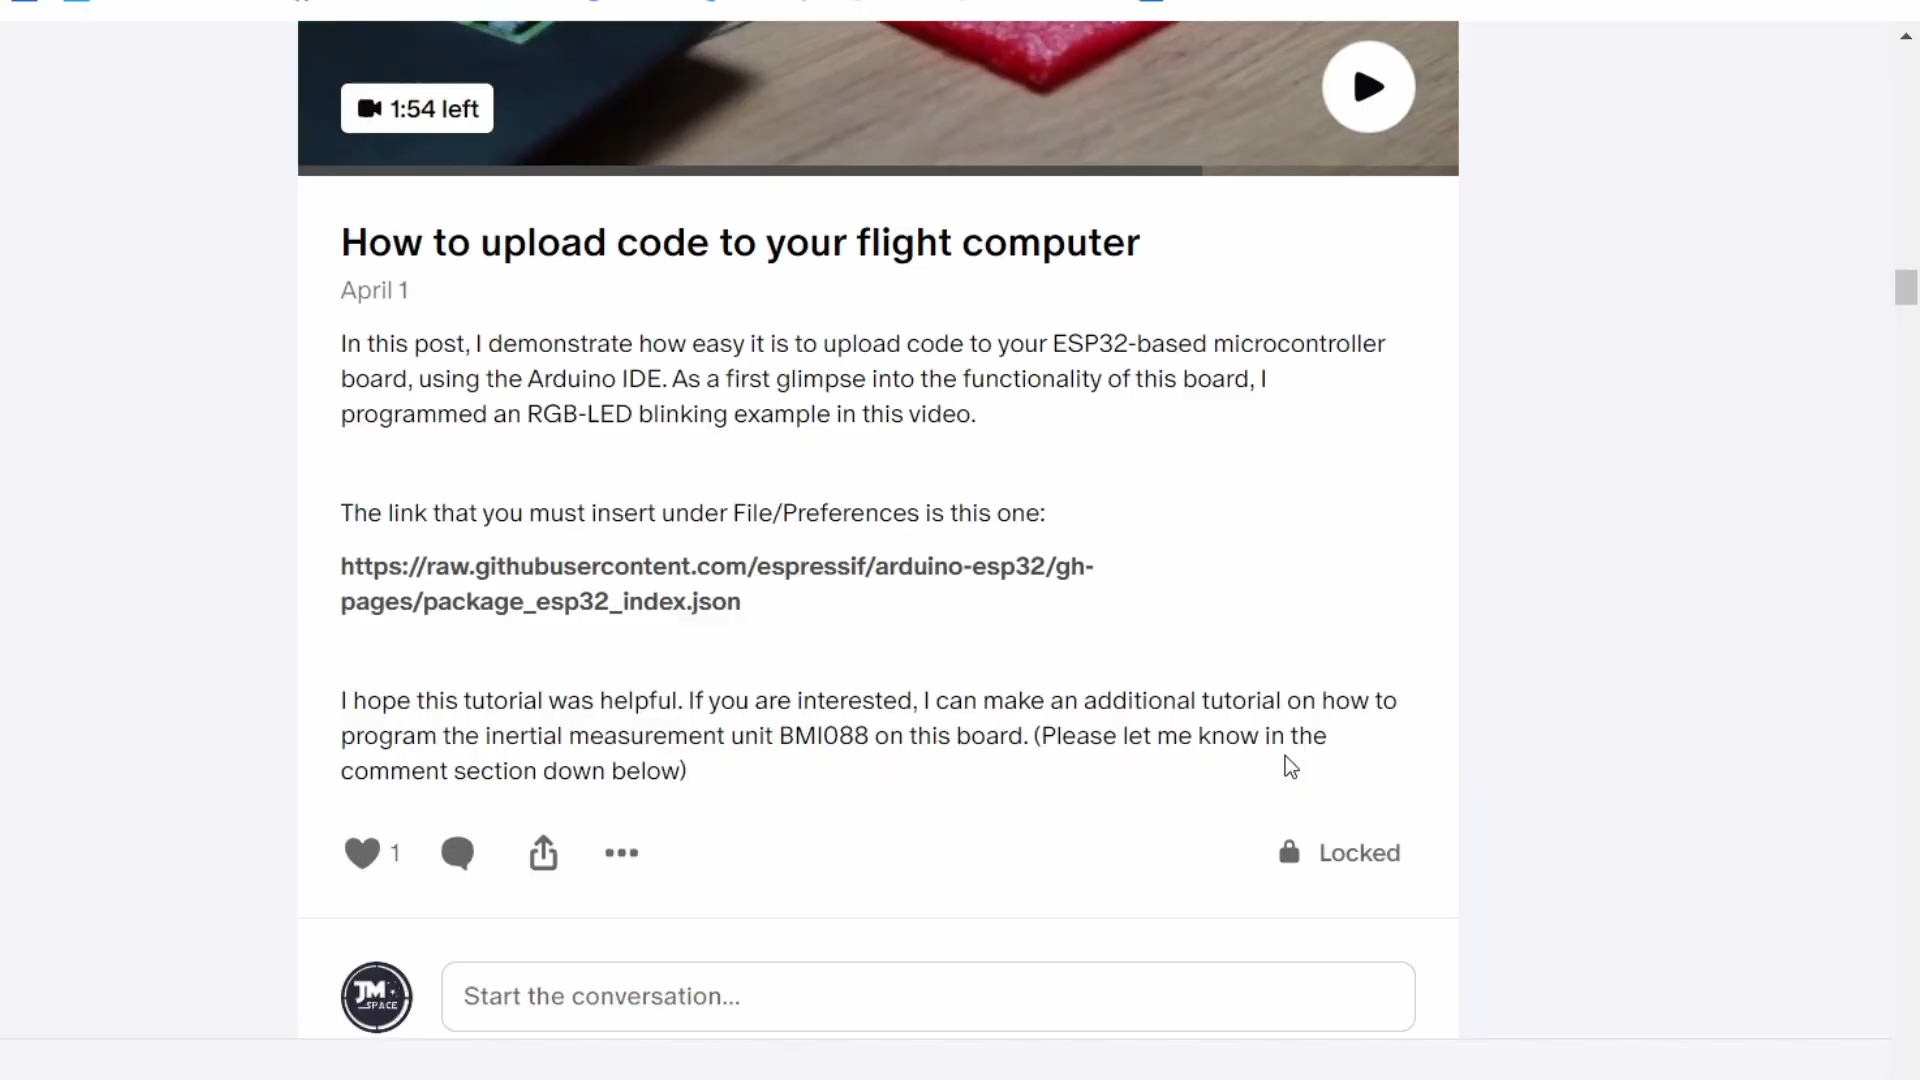 1:54 left
How to upload code to your flight computer
April 1
In this post, I demonstrate how easy it is to upload code to your ESP32-based microcontroller
board, using the Arduino IDE. As a first glimpse into the functionality of this board, I
programmed an RGB-LED blinking example in this video.
The link that you must insert under File/Preferences is this one:
https://raw.githubusercontent.com/espressif/arduino-esp32/gh-
pages/package_esp32_index.json
I hope this tutorial was helpful. If you are interested, I can make an additional tutorial on how to
program the inertial measurement unit BMI088 on this board. (Please let me know in the
comment section down below)
1
Locked
JM
SPACE
Start the conversation...